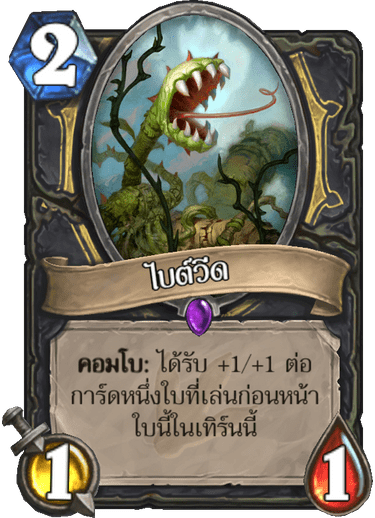 2
ไบต์วีด
คอมโบ: ได้รับ +1/+1 ต่อ
การ์ดหนึ่งใบที่เล่นก่อนหน้า
ใบนี้ในเทิร์นนี้
1
1